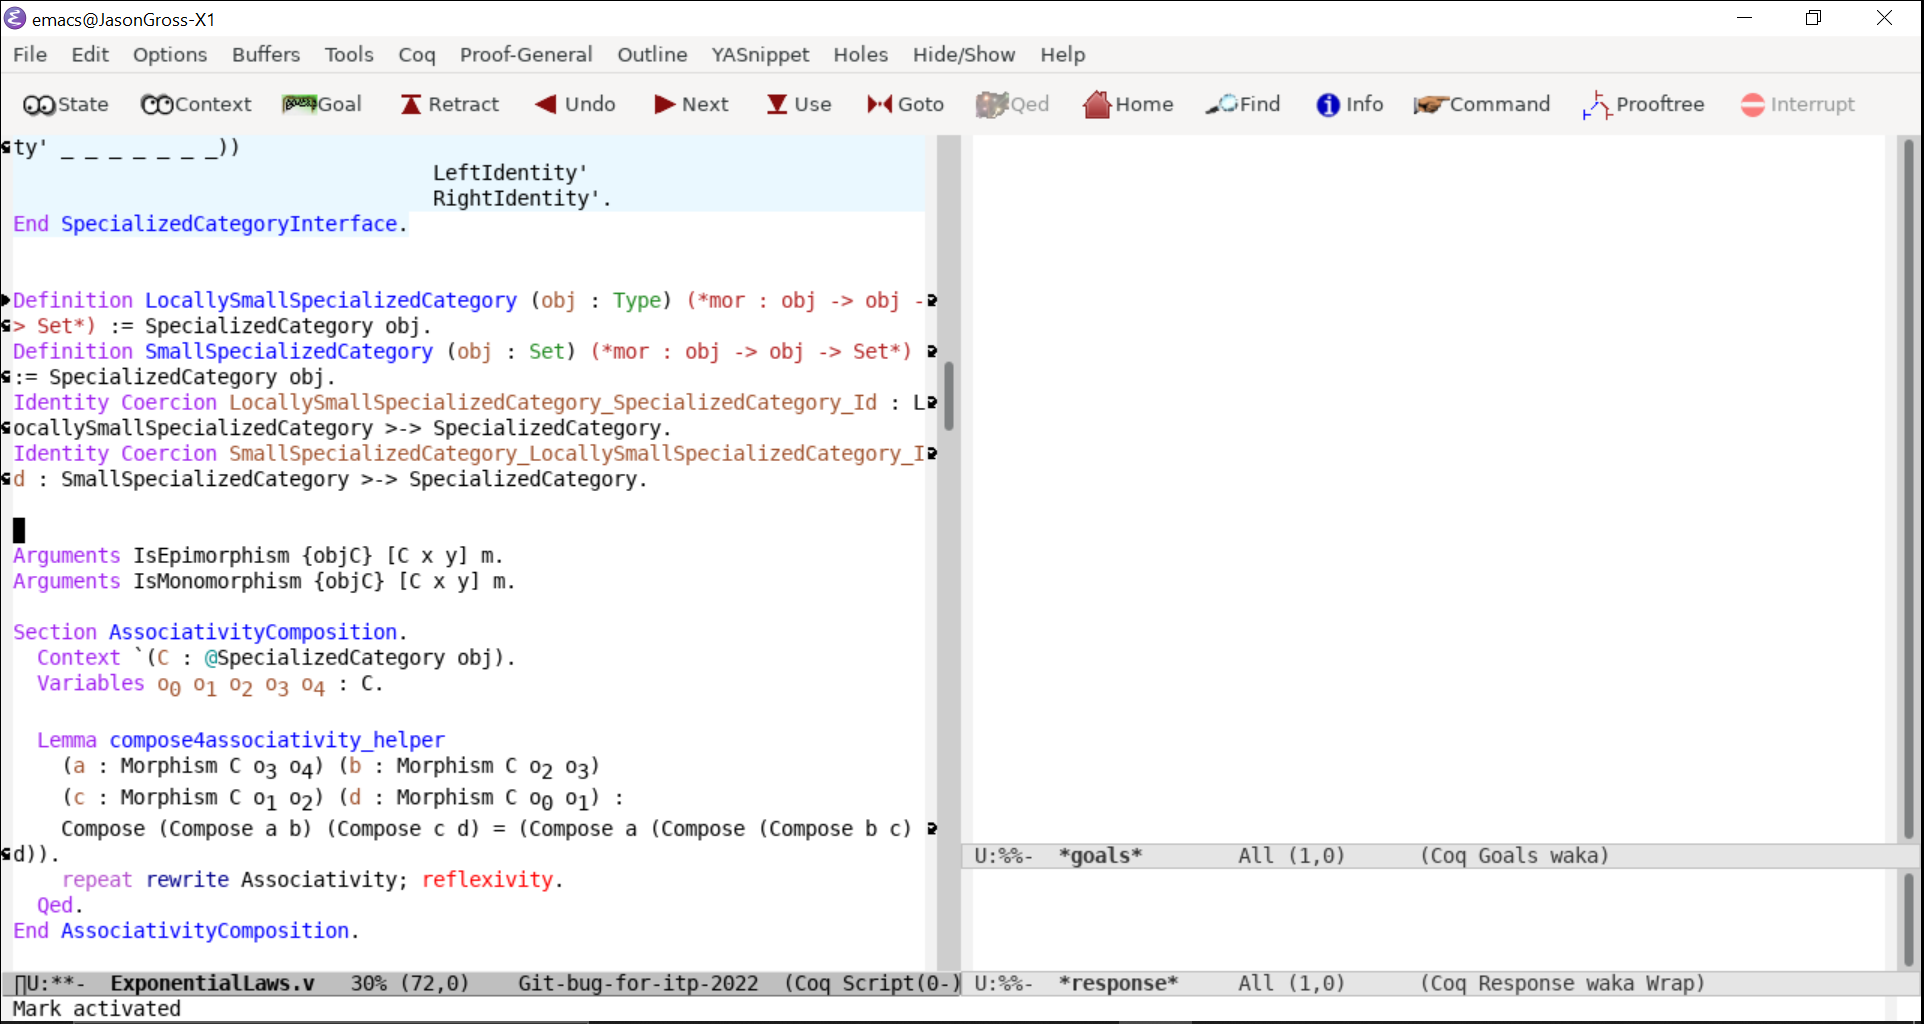 emacs@JasonGross-X1
File Edit Options Buffers Tools Coq Proof-General Outline YASnippet Holes Hide/Show Help
State Context Goal Retract Undo Next Use Goto Qed Home Find Info Command Prooftree Interrupt
ty' _ _ _ _ _ _ _))
LeftIdentity'
RightIdentity'.
End SpecializedCategoryInterface.
Definition LocallySmallSpecializedCategory (obj : Type) (*mor : obj -> obj -
> Set*) := SpecializedCategory obj.
Definition SmallSpecializedCategory (obj : Set) (*mor : obj -> obj -> Set*)
:= SpecializedCategory obj.
Identity Coercion LocallySmallSpecializedCategory_SpecializedCategory_Id : L
ocallySmallSpecializedCategory >-> SpecializedCategory.
Identity Coercion SmallSpecializedCategory_LocallySmallSpecializedCategory_I
d : SmallSpecializedCategory >-> SpecializedCategory.
Arguments IsEpimorphism {objC} [C x y] m.
Arguments IsMonomorphism {objC} [C x y] m.
Section AssociativityComposition.
Context `(C : @SpecializedCategory obj).
Variables o₀ o₁ o₂ o₃ o₄ : C.
Lemma compose4associativity_helper
(a : Morphism C o₃ o₄) (b : Morphism C o₂ o₃)
(c : Morphism C o₁ o₂) (d : Morphism C o₀ o₁) :
Compose (Compose a b) (Compose c d) = (Compose a (Compose (Compose b c)
d)).
repeat rewrite Associativity; reflexivity.
Qed.
End AssociativityComposition.
U:**- ExponentialLaws.v 30% (72,0) Git-bug-for-itp-2022 (Coq Script(0-)
Mark activated
U:%%- *goals* All (1,0) (Coq Goals waka)
U:%%- *response* All (1,0) (Coq Response waka Wrap)